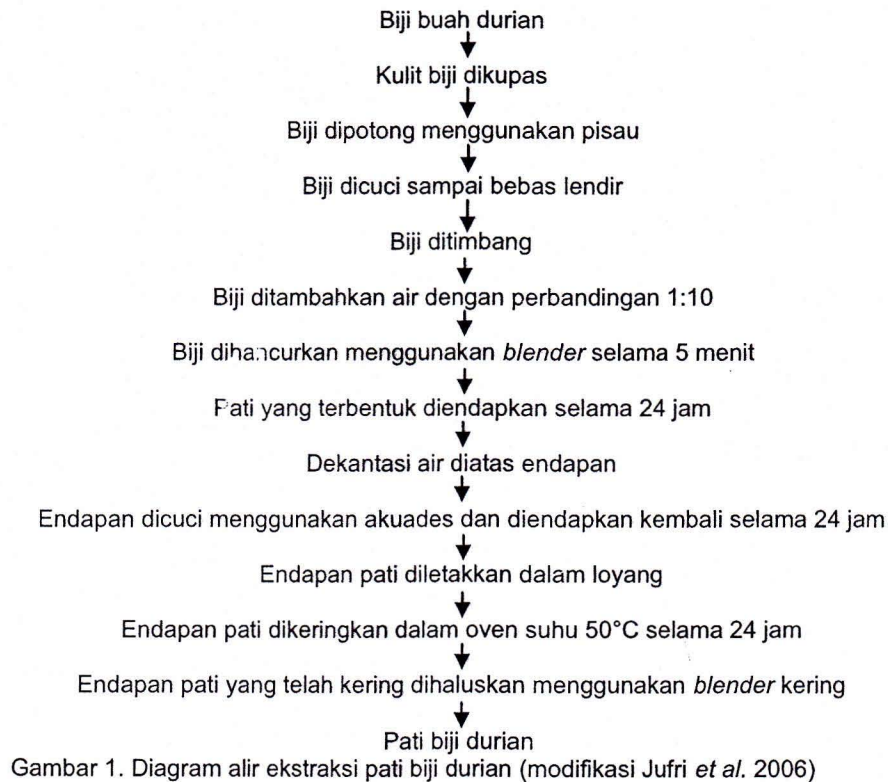 Biji buah durian
Kulit biji dikupas
Biji dipotong menggunakan pisau
Biji dicuci sampai bebas lendir
Biji ditimbang
Biji ditambahkan air dengan perbandingan 1:10
Biji dihancurkan menggunakan blender selama 5 menit
Pati yang terbentuk diendapkan selama 24 jam
Dekantasi air diatas endapan
Endapan dicuci menggunakan akuades dan diendapkan kembali selama 24 jam
Endapan pati diletakkan dalam loyang
Endapan pati dikeringkan dalam oven suhu 50°C selama 24 jam
Endapan pati yang telah kering dihaluskan menggunakan blender kering
Pati biji durian
Gambar 1. Diagram alir ekstraksi pati biji durian (modifikasi Jufri et al. 2006)